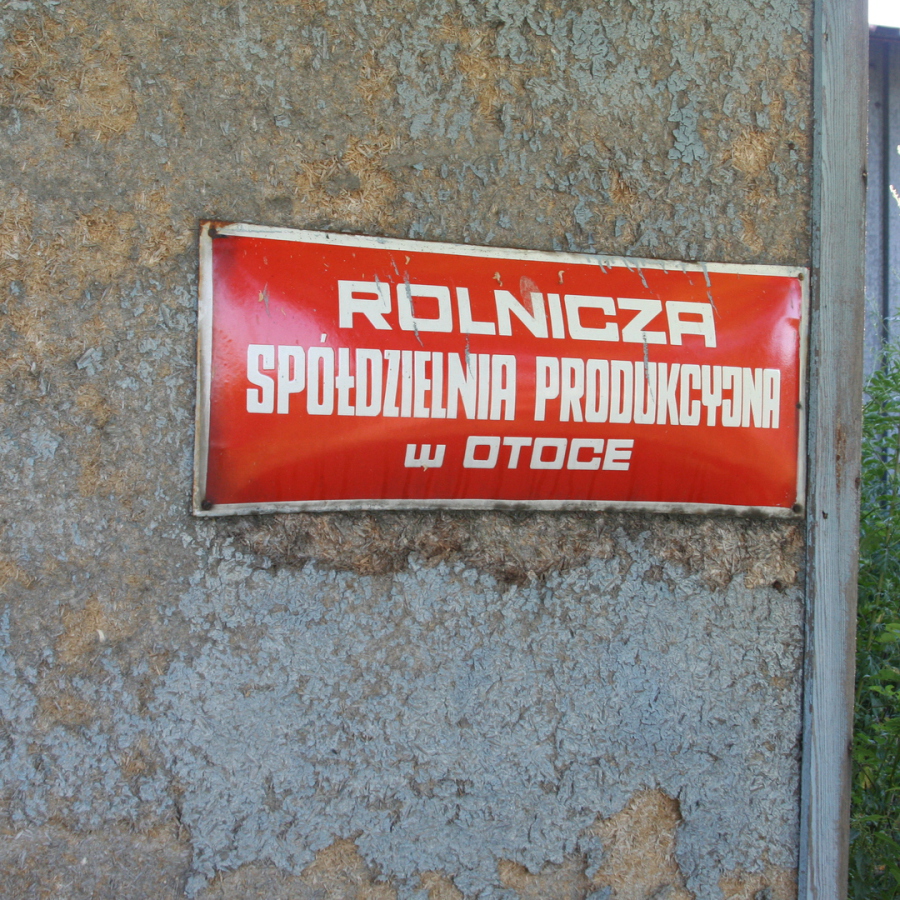 ROLNICZA
SPÓŁDZIELNIA PRODUKCYJNA
w OTOCE